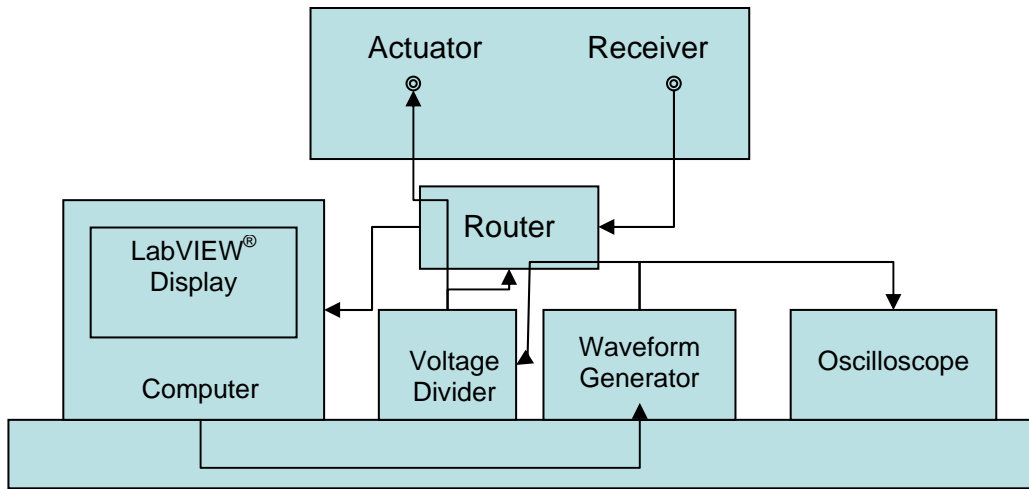 Actuator
Receiver
Router
LabVIEW®
Display
Computer
Voltage
Divider
Waveform
Generator
Oscilloscope